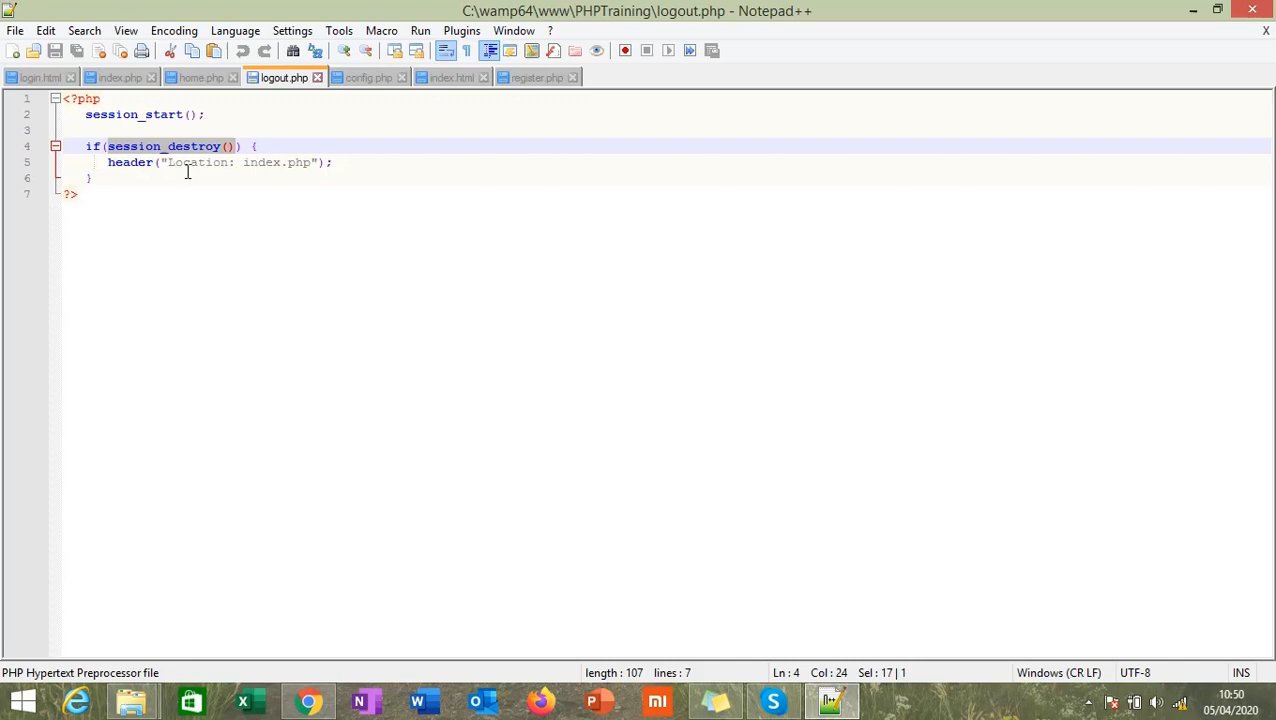 C:\wamp64\www\PHPTraining\logout.php - Notepad++
File Edit Search View Encoding Language Settings Tools Macro Run Plugins Window ? X
login.html index.php home.php logout.php config.php index.html register.php
1 <?php
2 session_start();
3
4 if(session_destroy()) {
5 header("Location: index.php");
6 }
7 ?>
PHP Hypertext Preprocessor file length : 107 lines : 7 Ln : 4 Col : 24 Sel : 17 | 1 Windows (CR LF) UTF-8 INS
10:50
05/04/2020